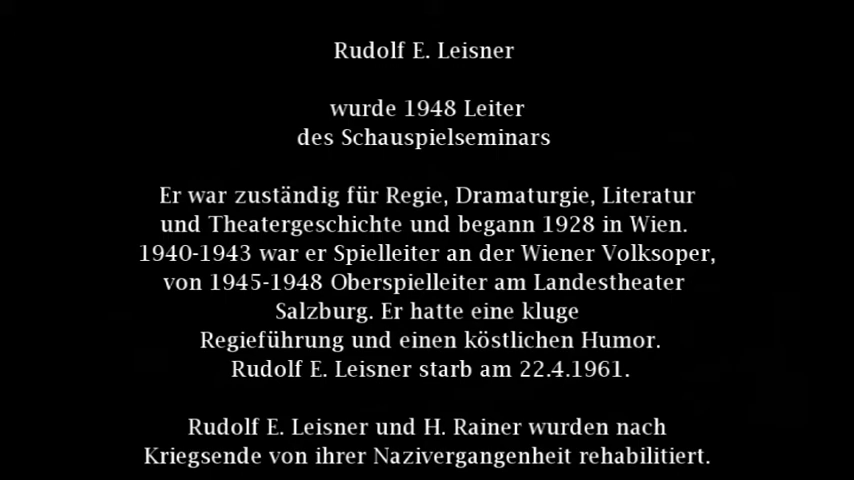 Rudolf E. Leisner
wurde 1948 Leiter
des Schauspielseminars
Er war zuständig für Regie, Dramaturgie, Literatur
und Theatergeschichte und begann 1928 in Wien.
1940-1943 war er Spielleiter an der Wiener Volksoper,
von 1945-1948 Oberspielleiter am Landestheater
Salzburg. Er hatte eine kluge
Regieführung und einen köstlichen Humor.
Rudolf E. Leisner starb am 22.4.1961.
Rudolf E. Leisner und H. Rainer wurden nach
Kriegsende von ihrer Nazivergangenheit rehabilitiert.